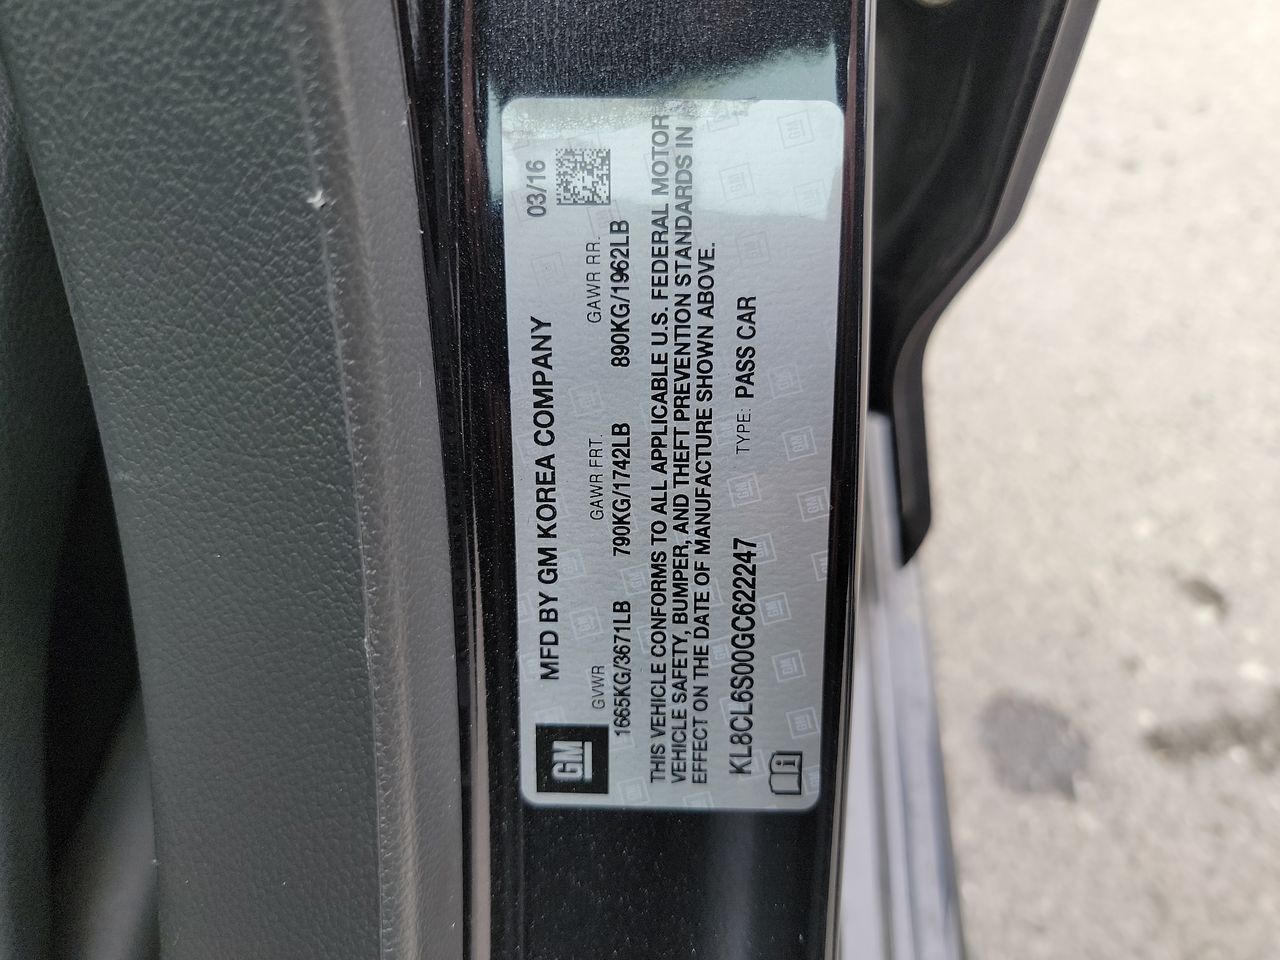 GM
MFD BY GM KOREA COMPANY 03/16
GVWR GAWR FRT. GAWR RR.
1665KG/3671LB 790KG/1742LB 890KG/1962LB
THIS VEHICLE CONFORMS TO ALL APPLICABLE U.S. FEDERAL MOTOR
VEHICLE SAFETY, BUMPER, AND THEFT PREVENTION STANDARDS IN
EFFECT ON THE DATE OF MANUFACTURE SHOWN ABOVE.
KL8CL6S00GC622247 TYPE: PASS CAR